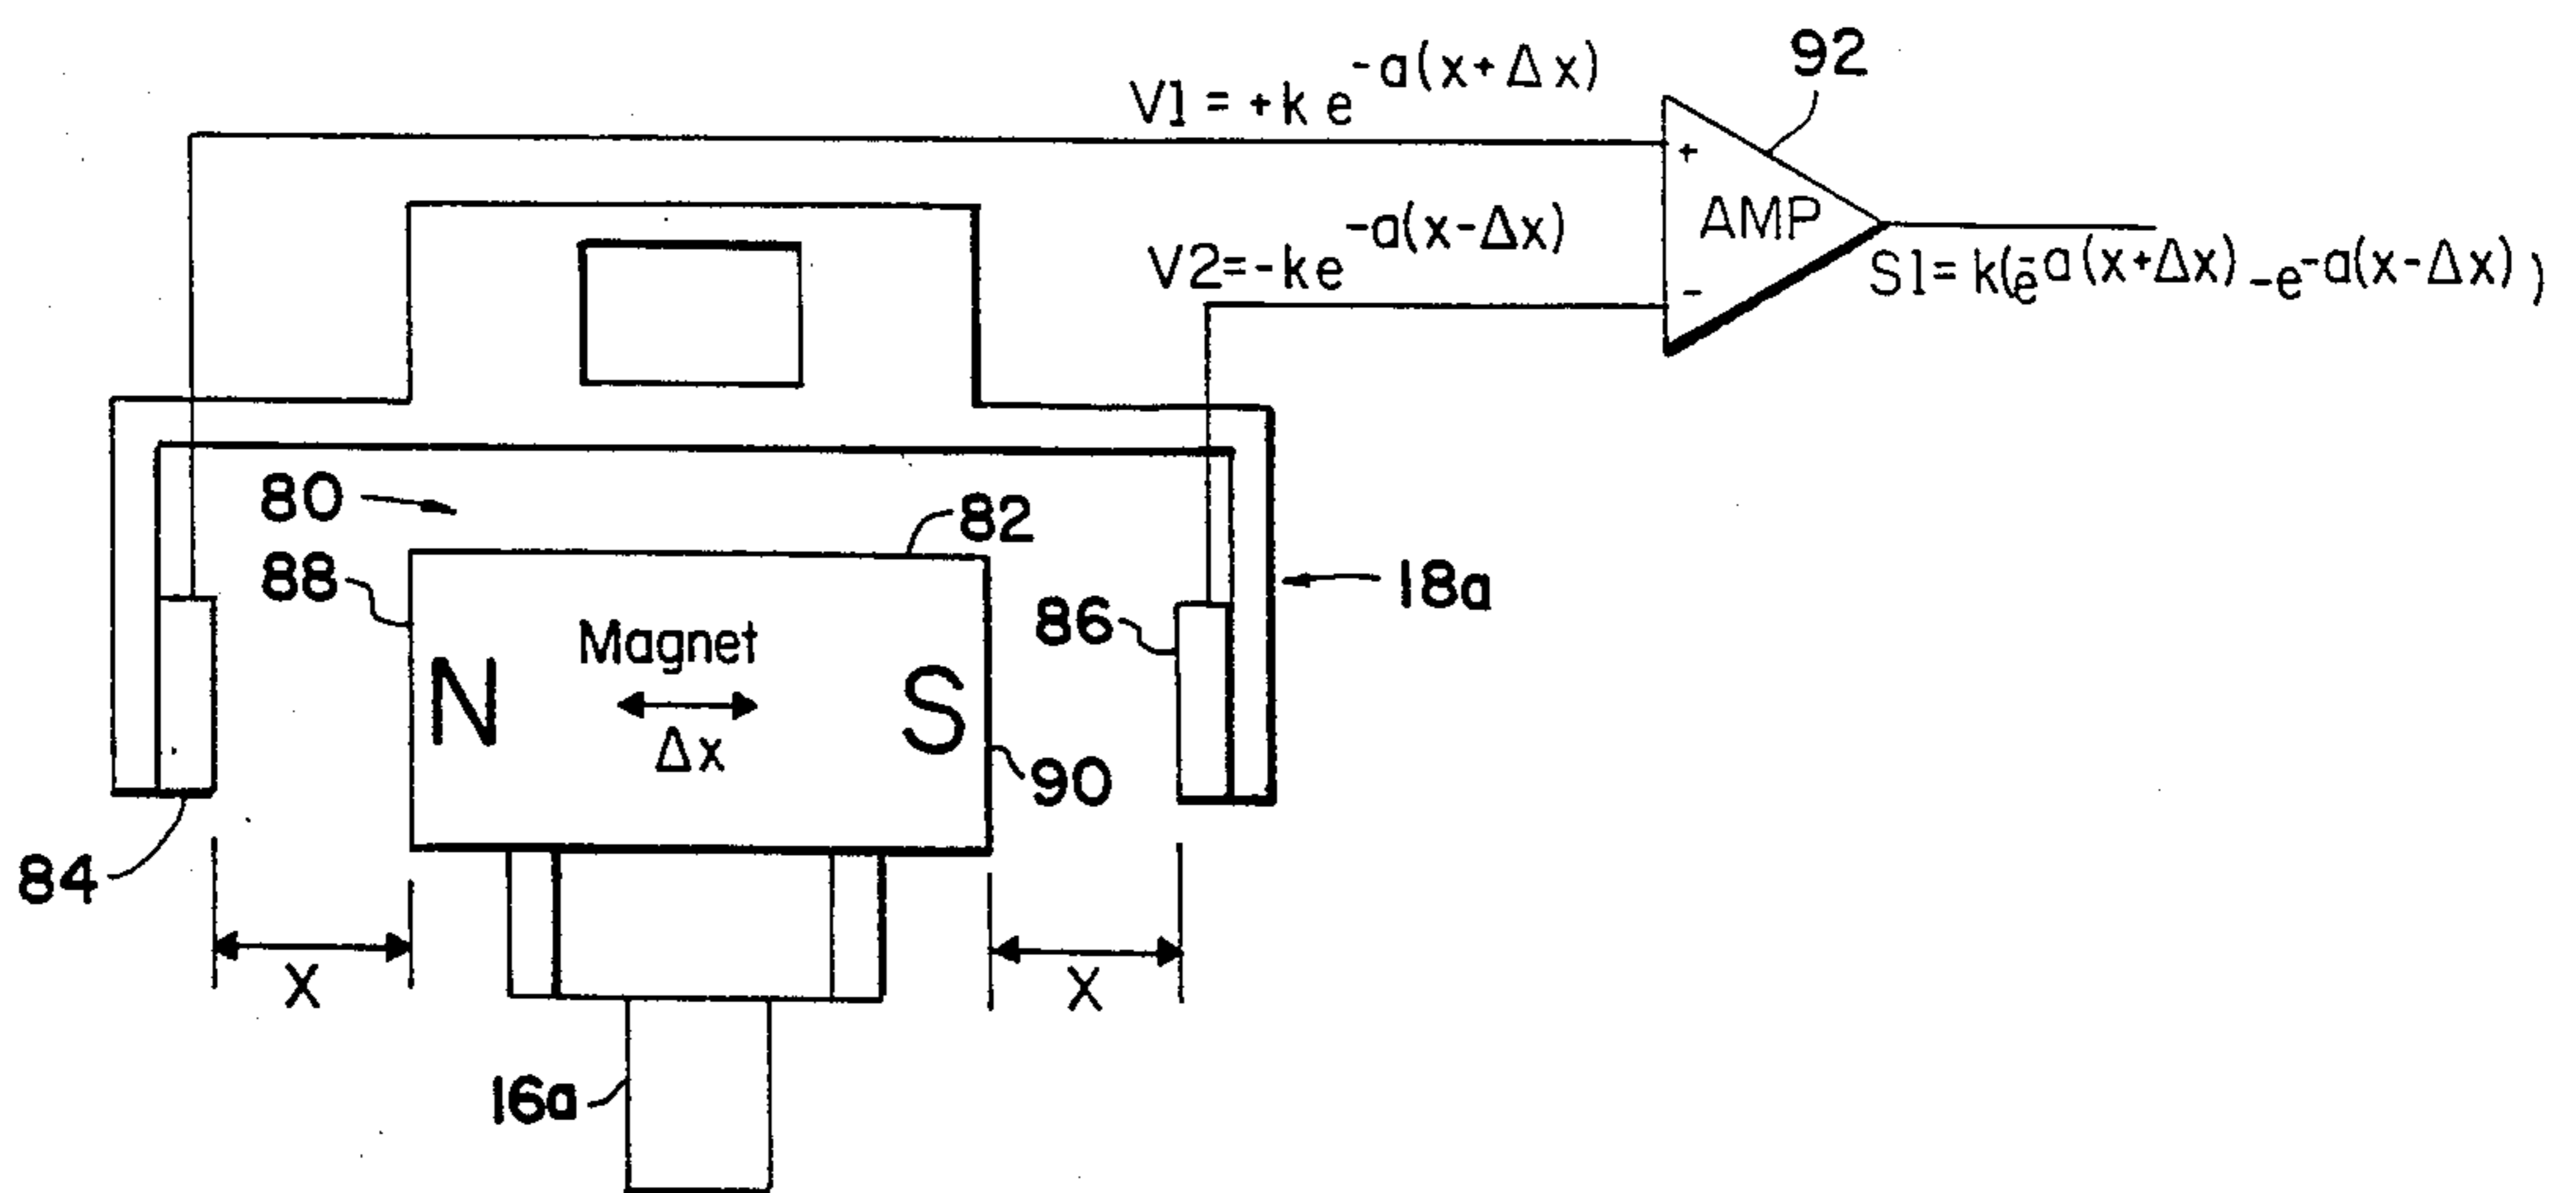 92
V1 = +k e^-a(x+Δx)
+
AMP
V2=-ke^-a(x-Δx)
-
S1= k(e^-a(x+Δx) -e^-a(x-Δx))
80
82
88
Magnet
86
18a
N
S
Δx
90
84
X
X
16a